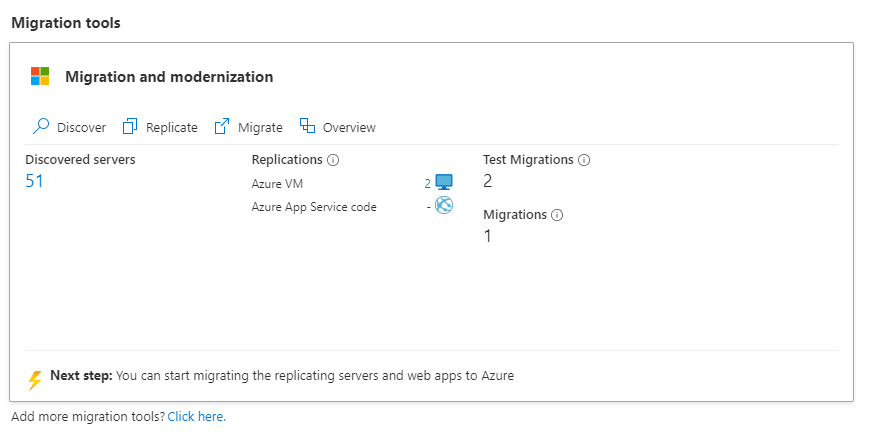 Migration tools
Migration and modernization
Discover Replicate Migrate Overview
Discovered servers
51
Replications
Azure VM 2
Azure App Service code -
Test Migrations
2
Migrations
1
Next step: You can start migrating the replicating servers and web apps to Azure
Add more migration tools? Click here.